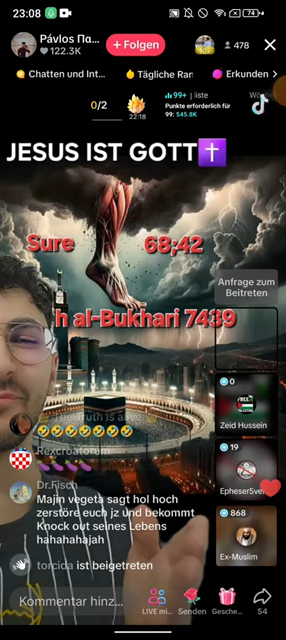 23:08
74
Pávlos Πα...
122.3K
+ Folgen
478
Chatten und Int...
Tägliche Ran
Erkunden >
0/2
22:18
99+ | liste
Punkte erforderlich für
99: 545.8K
JESUS IST GOTT✝️
Sure 68;42
h al-Bukhari 7439
Anfrage zum
Beitreten
0
Zeid Hussein
🤣🤣🤣🤣🤣🤣🤣
Rexcroatorum
🍆🍆🍆
19
Dr.Fisch
Majin vegeta sagt hol hoch
zerstöre euch jz und bekommt
Knock out seines Lebens
hahahahajah
868
Ex-Muslim
torcida ist beigetreten
Kommentar hinz...
LIVE mi...
Senden
Gesche...
54